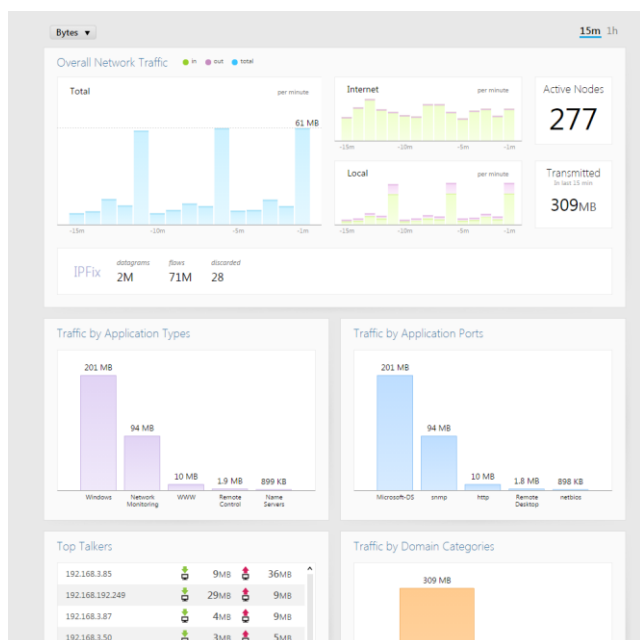 Bytes ▼
15m 1h
Overall Network Traffic in out total
Total per minute
61 MB
-15m -10m -5m -1m
Internet per minute
-15m -10m -5m -1m
Local per minute
-15m -10m -5m -1m
Active Nodes
277
Transmitted
In last 15 min
309MB
IPFix
datagrams flows discarded
2M 71M 28
Traffic by Application Types
201 MB
94 MB
10 MB
1.9 MB
899 KB
Windows Network Monitoring WWW Remote Control Name Servers
Traffic by Application Ports
201 MB
94 MB
10 MB
1.8 MB
898 KB
Microsoft-DS snmp http Remote Desktop netbios
Top Talkers
192.168.3.85 9MB 36MB
192.168.192.249 29MB 9MB
192.168.3.87 4MB 9MB
192.168.3.50 3MB 5MB
Traffic by Domain Categories
309 MB